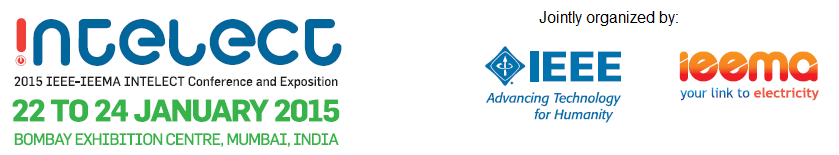 intelect
2015 IEEE-IEEMA INTELECT Conference and Exposition
22 TO 24 JANUARY 2015
BOMBAY EXHIBITION CENTRE, MUMBAI, INDIA
Jointly organized by:
IEEE
Advancing Technology
for Humanity
ieema
your link to electricity